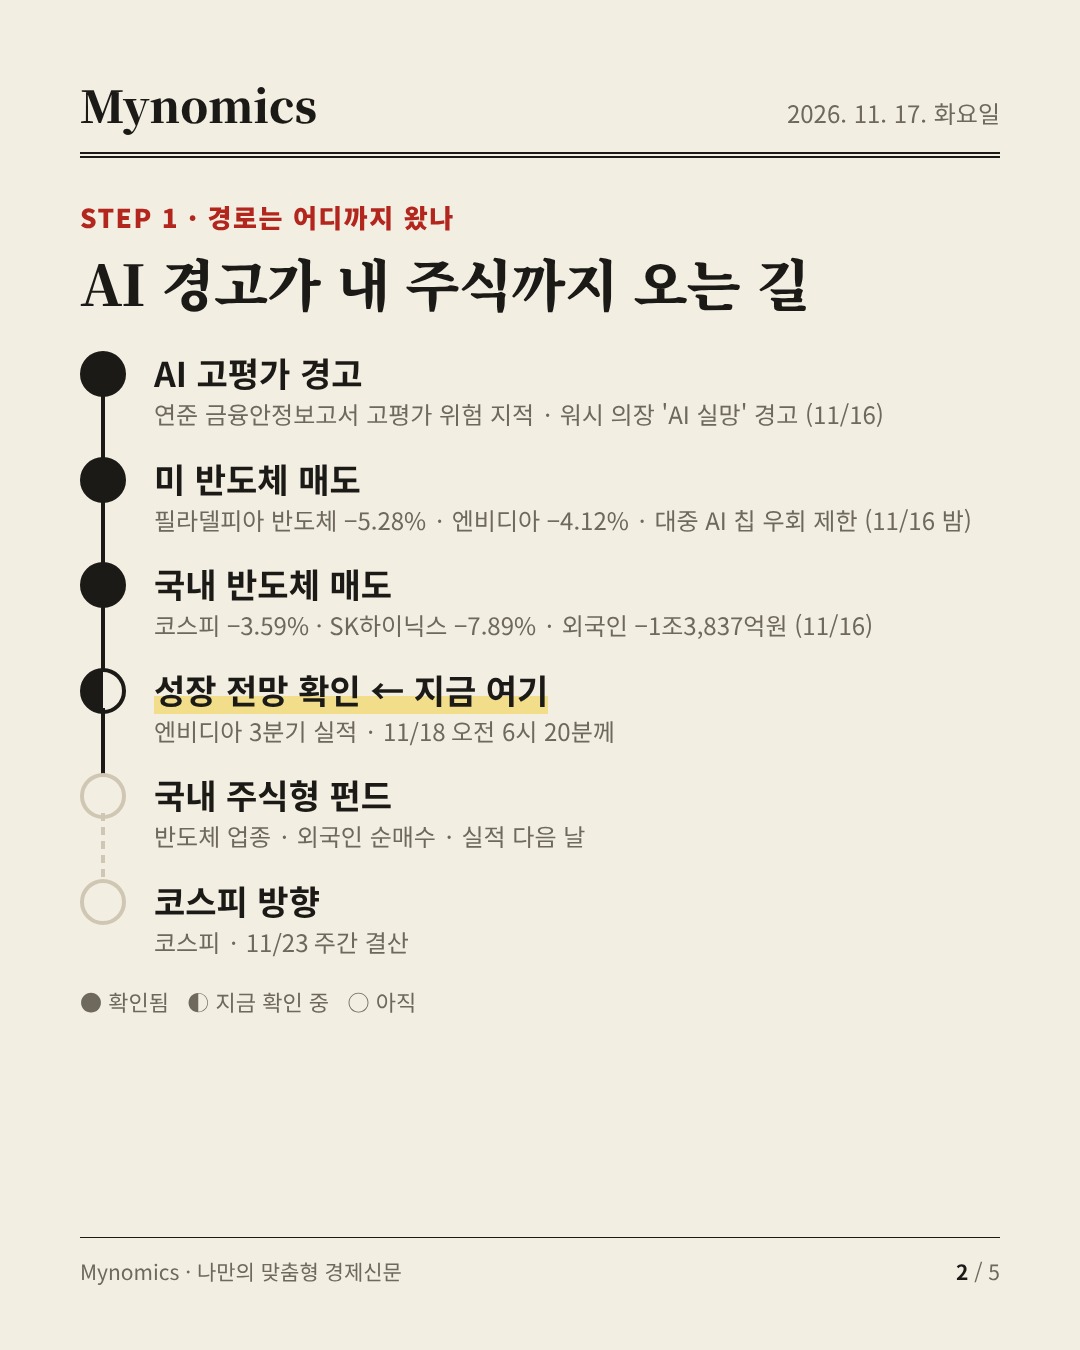 Mynomics
2026. 11. 17. 화요일
STEP 1 · 경로는 어디까지 왔나
AI 경고가 내 주식까지 오는 길
AI 고평가 경고
연준 금융안정보고서 고평가 위험 지적 · 워시 의장 'AI 실망' 경고 (11/16)
미 반도체 매도
필라델피아 반도체 −5.28% · 엔비디아 −4.12% · 대중 AI 칩 우회 제한 (11/16 밤)
국내 반도체 매도
코스피 −3.59% · SK하이닉스 −7.89% · 외국인 −1조3,837억원 (11/16)
성장 전망 확인 ← 지금 여기
엔비디아 3분기 실적 · 11/18 오전 6시 20분께
국내 주식형 펀드
반도체 업종 · 외국인 순매수 · 실적 다음 날
코스피 방향
코스피 · 11/23 주간 결산
● 확인됨 ◐ 지금 확인 중 ○ 아직
Mynomics · 나만의 맞춤형 경제신문
2 / 5